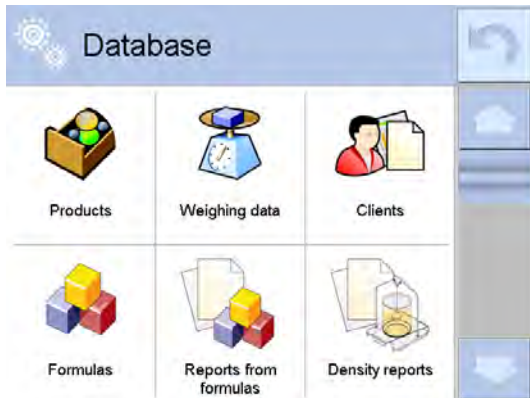 Database
Products
Weighing data
Clients
Formulas
Reports from
formulas
Density reports